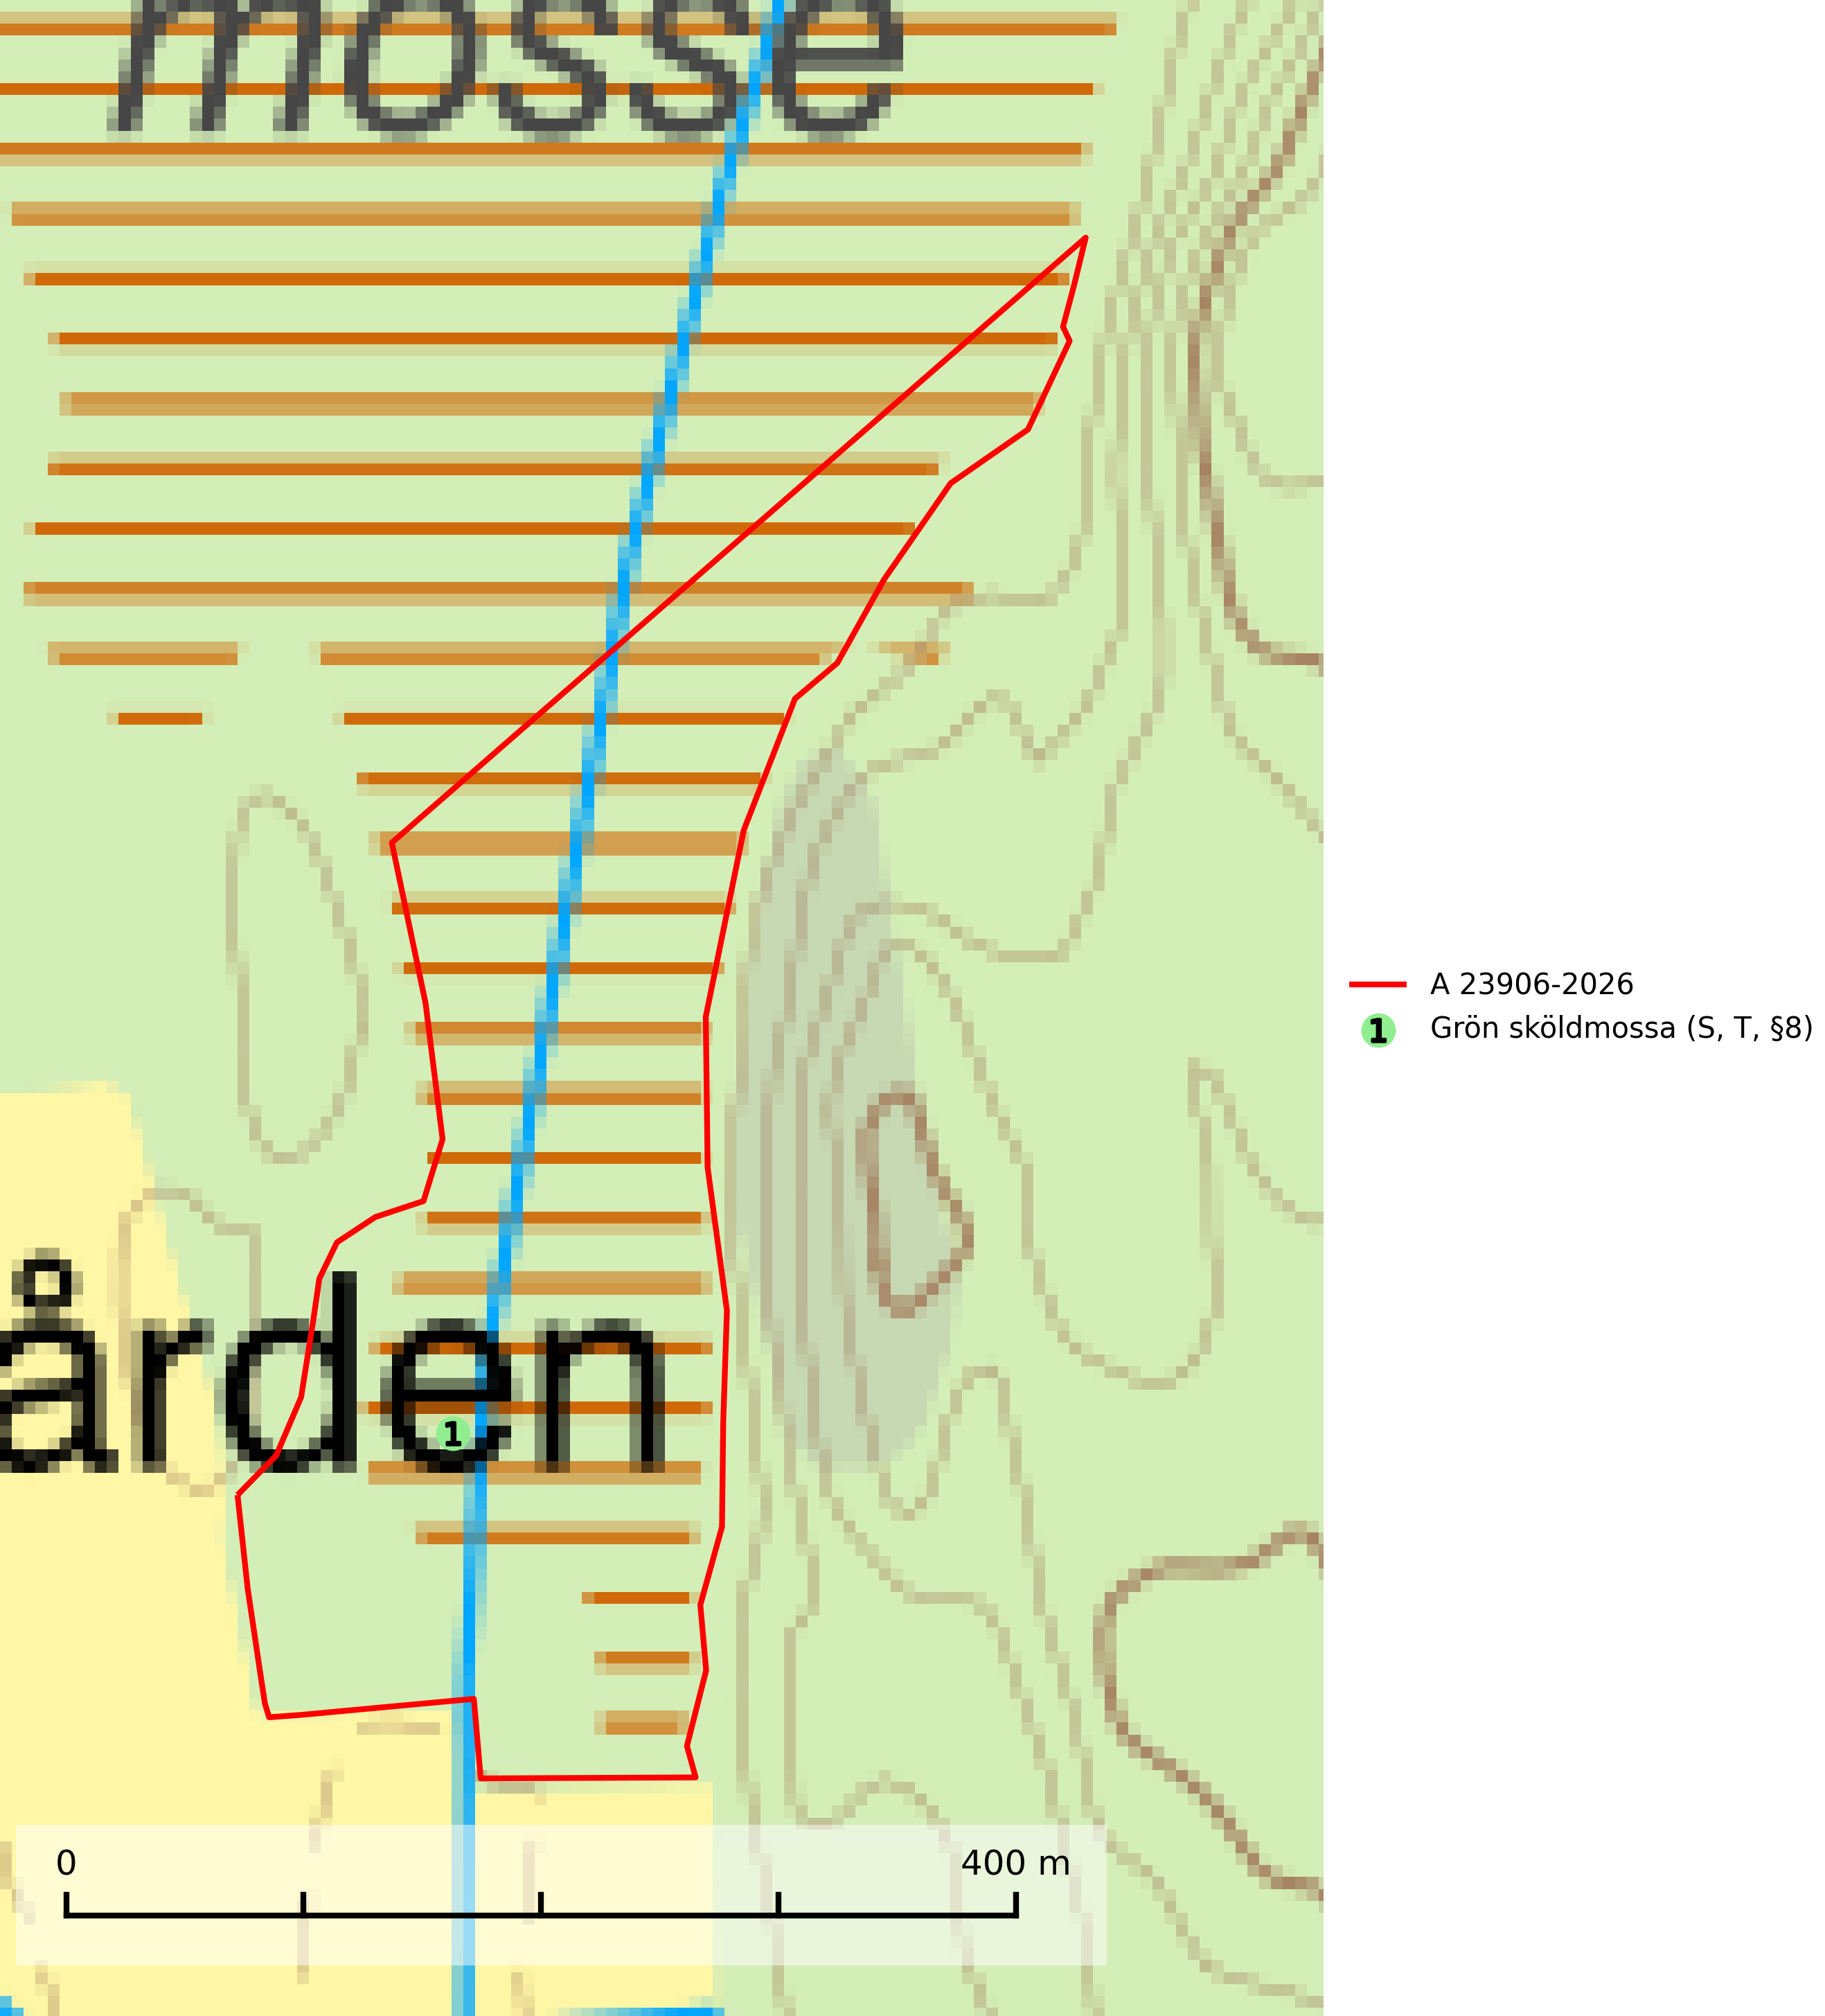 mosse
A 23906-2026
1 Grön sköldmossa (S, T, §8)
ården
1
0 400 m